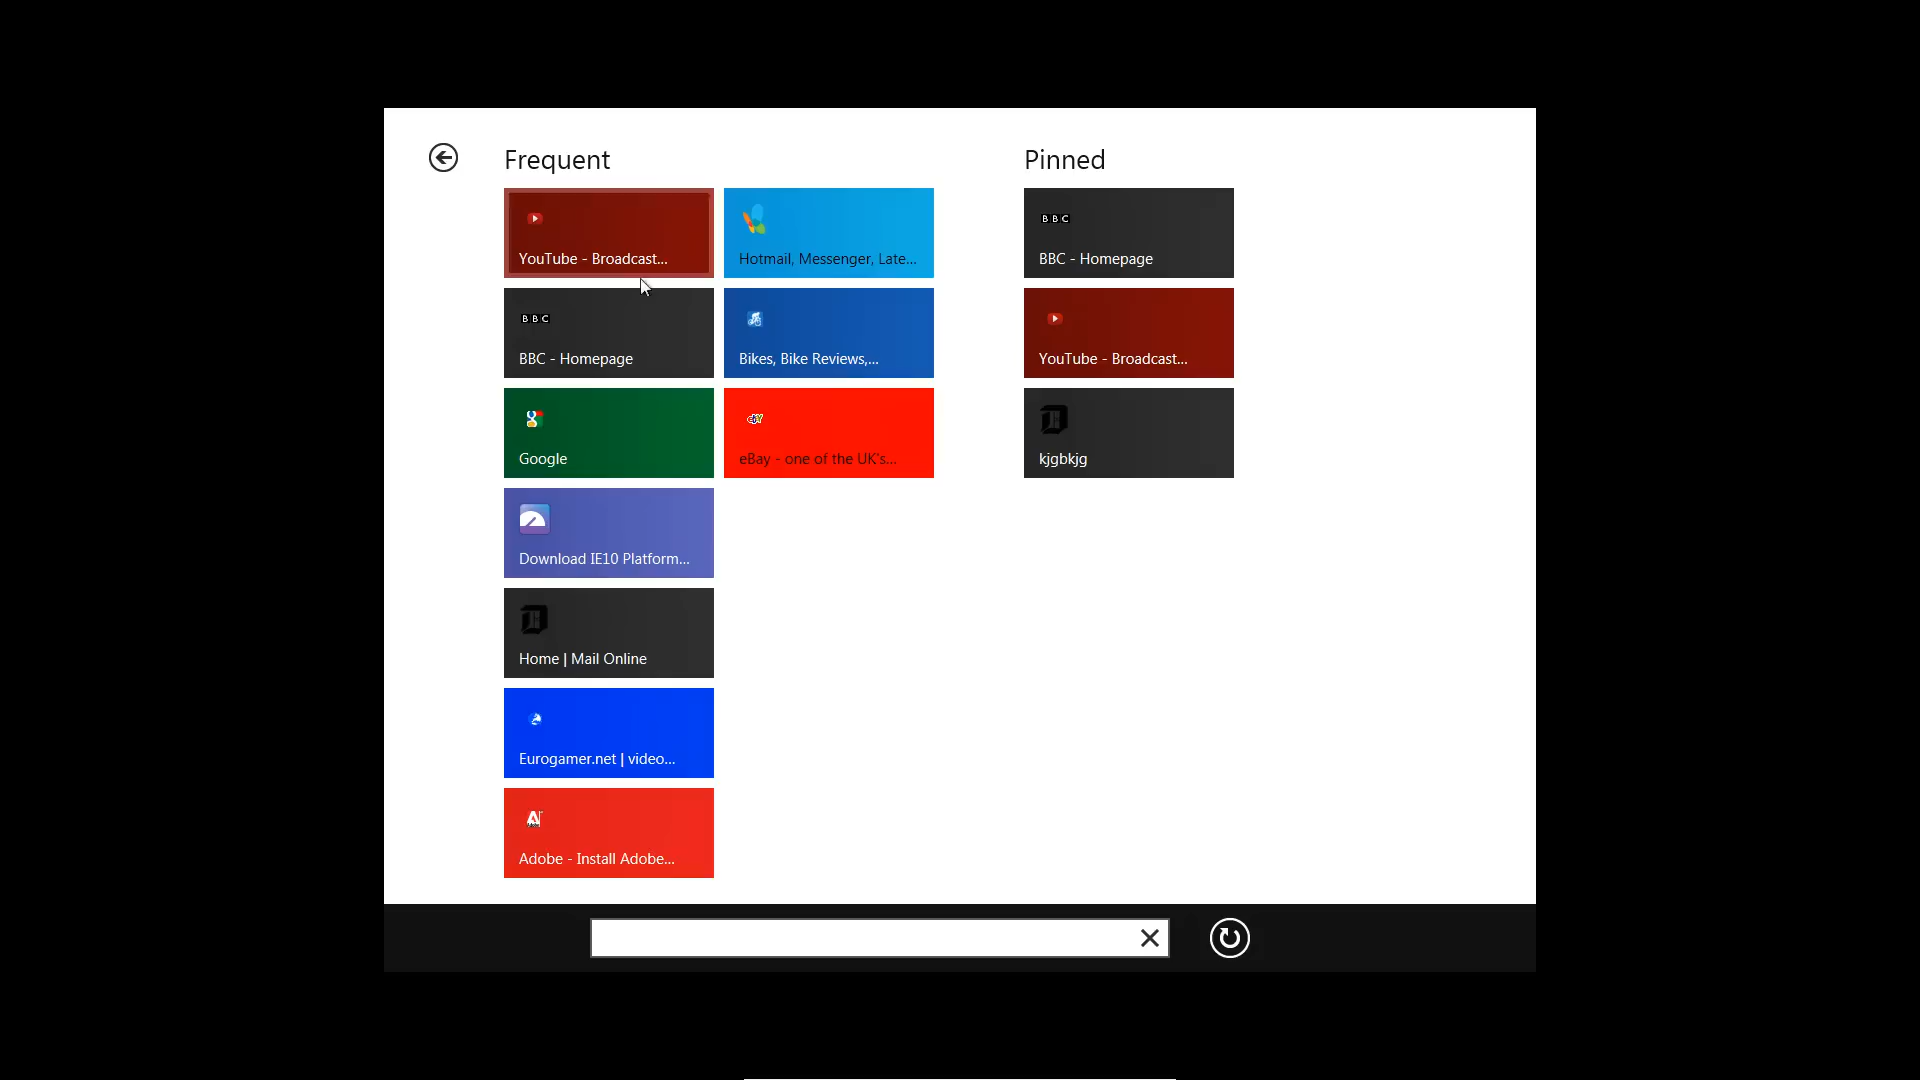 Frequent
YouTube - Broadcast...
BBC
BBC - Homepage
Google
Download IE10 Platform...
Home | Mail Online
Eurogamer.net | video...
Adobe - Install Adobe...
Hotmail, Messenger, Late...
Bikes, Bike Reviews,...
ebY
eBay - one of the UK's...
Pinned
BBC
BBC - Homepage
YouTube - Broadcast...
kjgbkjg